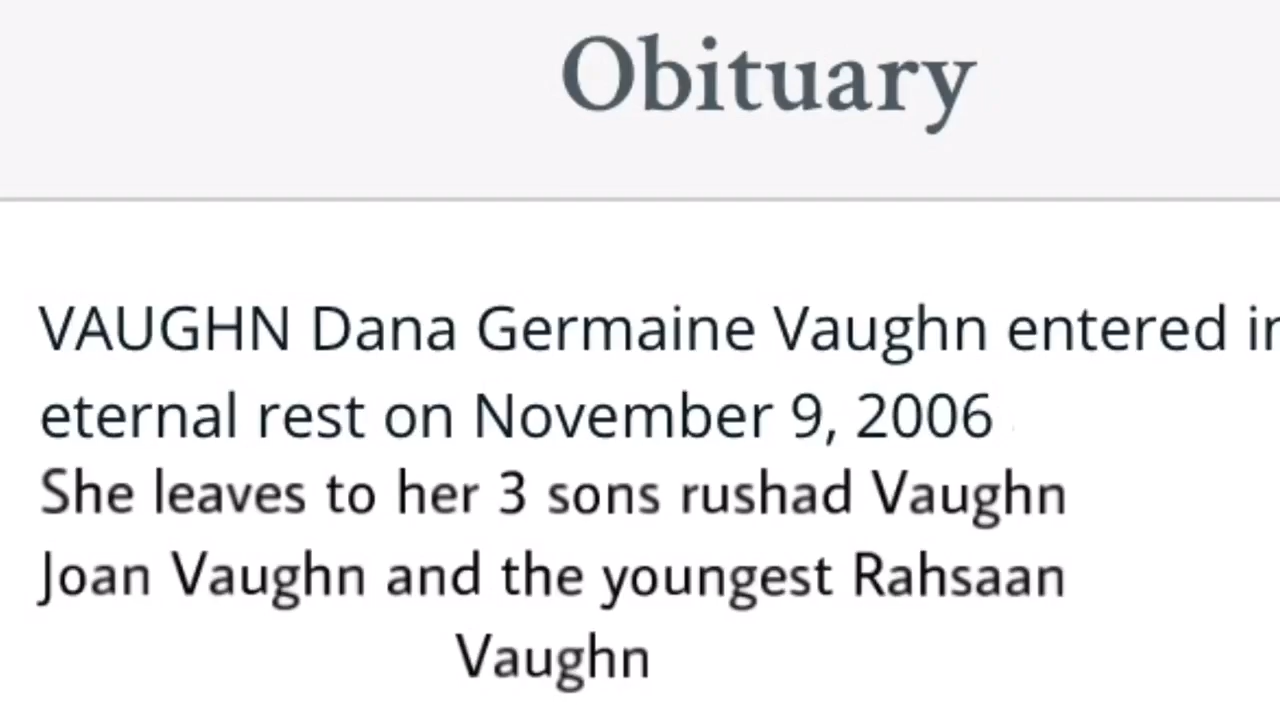 Obituary
VAUGHN Dana Germaine Vaughn entered
eternal rest on November 9, 2006
She leaves to her 3 sons rushad Vaughn
Joan Vaughn and the youngest Rahsaan
Vaughn